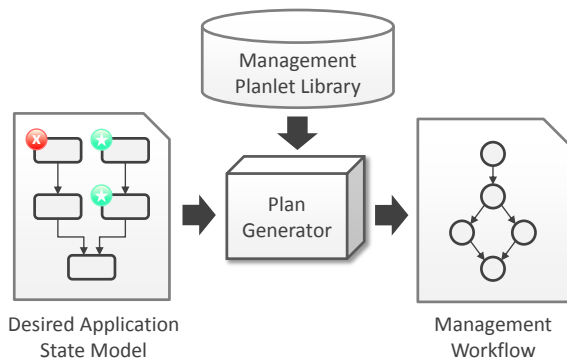 Management
Planlet Library
X
Plan
Generator
Desired Application
State Model
Management
Workflow